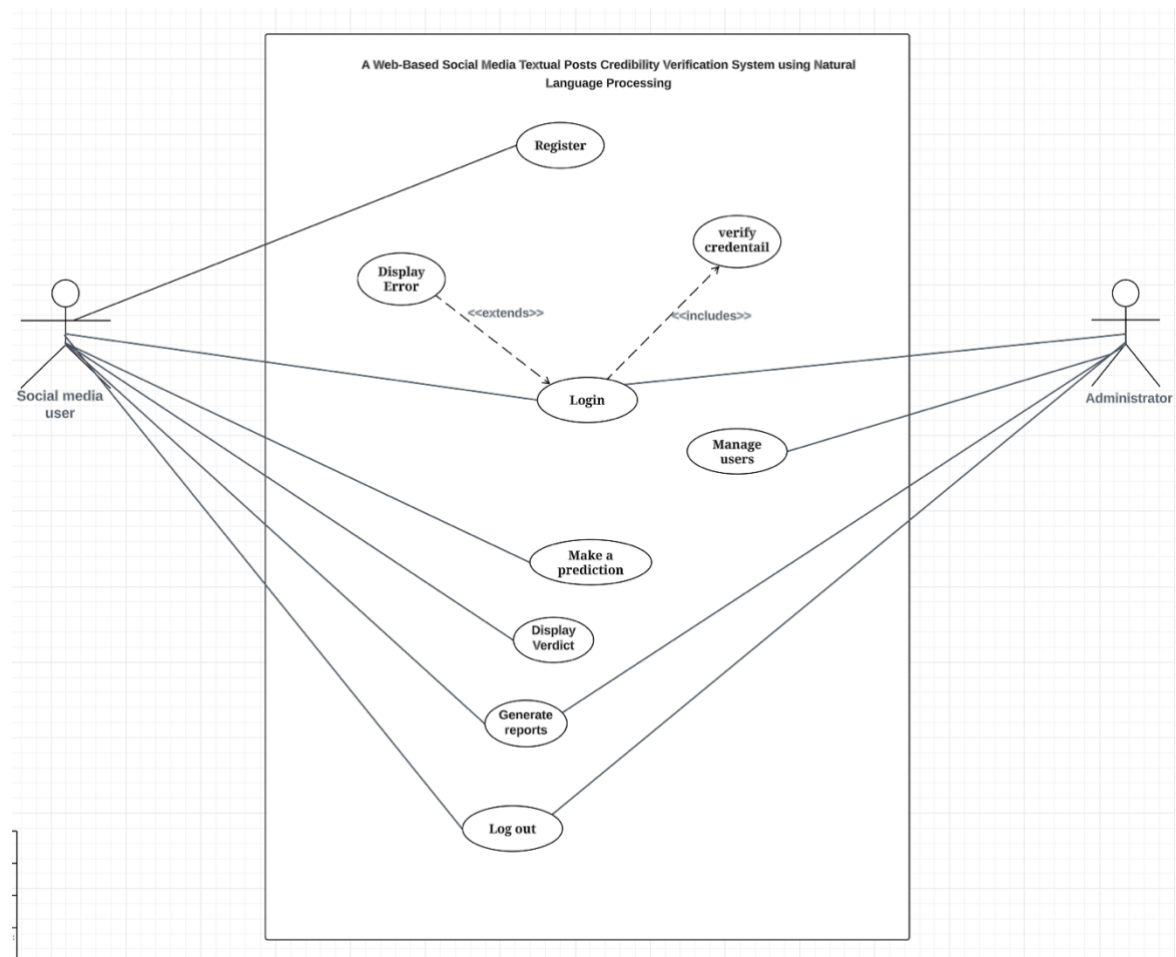 A Web-Based Social Media Textual Posts Credibility Verification System using Natural
Language Processing
Register
verify
credentail
Display
Error
<<extends>>
<<includes>>
Social media
user
Login
Administrator
Manage
users
Make a
prediction
Display
Verdict
Generate
reports
Log out